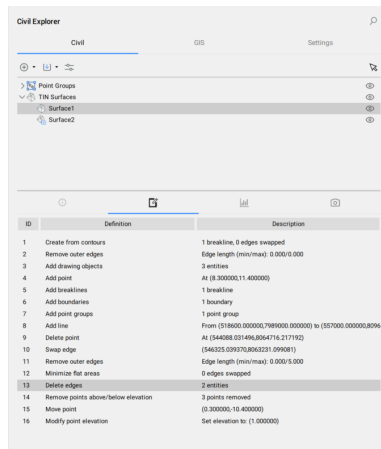 Civil Explorer
Civil GIS Settings
Point Groups
TIN Surfaces
Surface1
Surface2
ID Definition Description
1 Create from contours 1 breakline, 0 edges swapped
2 Remove outer edges Edge length (min/max): 0.000/0.000
3 Add drawing objects 3 entities
4 Add point At (8.300000,11.400000)
5 Add breaklines 1 breakline
6 Add boundaries 1 boundary
7 Add point groups 1 point group
8 Add line From (518600.000000,7989000.000000) to (557000.000000,8096
9 Delete point At (544088.031496,8064716.217192)
10 Swap edge (546325.039370,8063231.099081)
11 Remove outer edges Edge length (min/max): 0.000/5.000
12 Minimize flat areas 0 edges swapped
13 Delete edges 2 entities
14 Remove points above/below elevation 3 points removed
15 Move point (0.300000;-10.400000)
16 Modify point elevation Set elevation to: (1.000000)